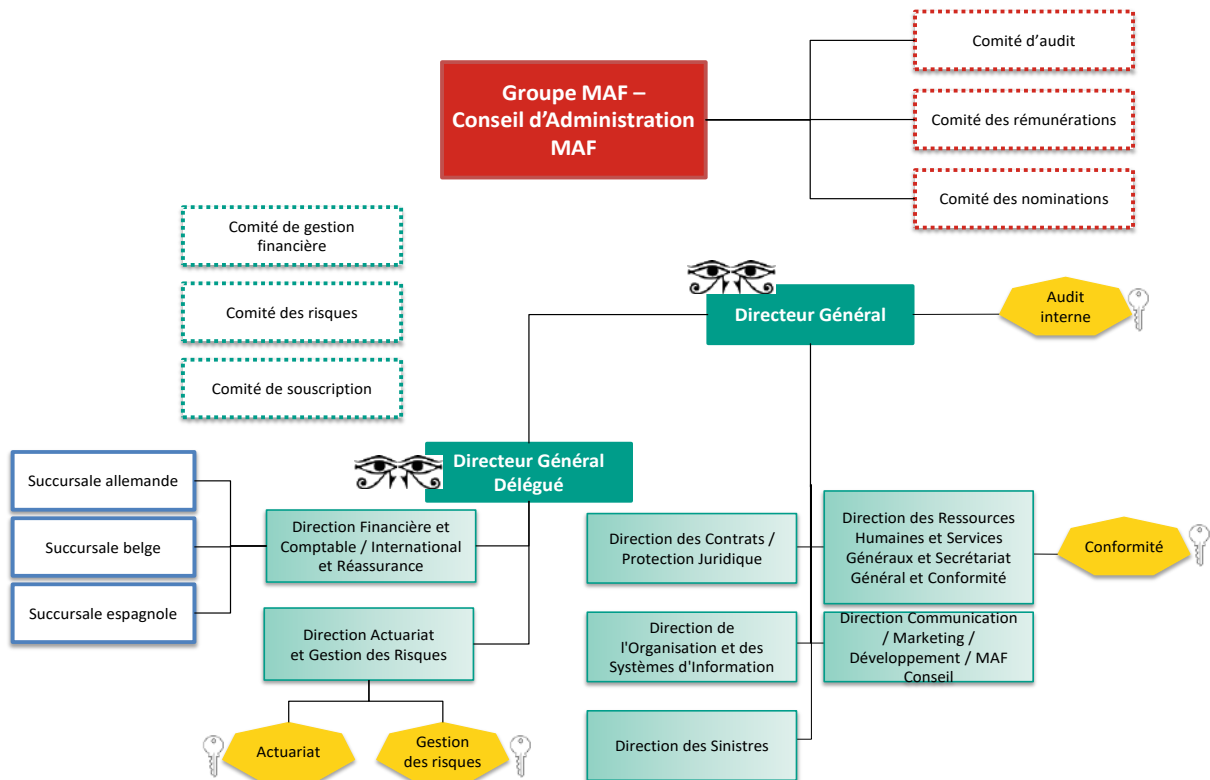 Comité d'audit
Groupe MAF –
Conseil d'Administration
MAF
Comité des rémunérations
Comité des nominations
Comité de gestion
financière
Comité des risques
Comité de souscription
Directeur Général
Audit
interne
Directeur Général
Délégué
Succursale allemande
Succursale belge
Succursale espagnole
Direction Financière et
Comptable / International
et Réassurance
Direction des Contrats /
Protection Juridique
Direction des Ressources
Humaines et Services
Généraux et Secrétariat
Général et Conformité
Conformité
Direction Actuariat
et Gestion des Risques
Direction de
l'Organisation et des
Systèmes d'Information
Direction Communication
/ Marketing /
Développement / MAF
Conseil
Actuariat
Gestion
des risques
Direction des Sinistres